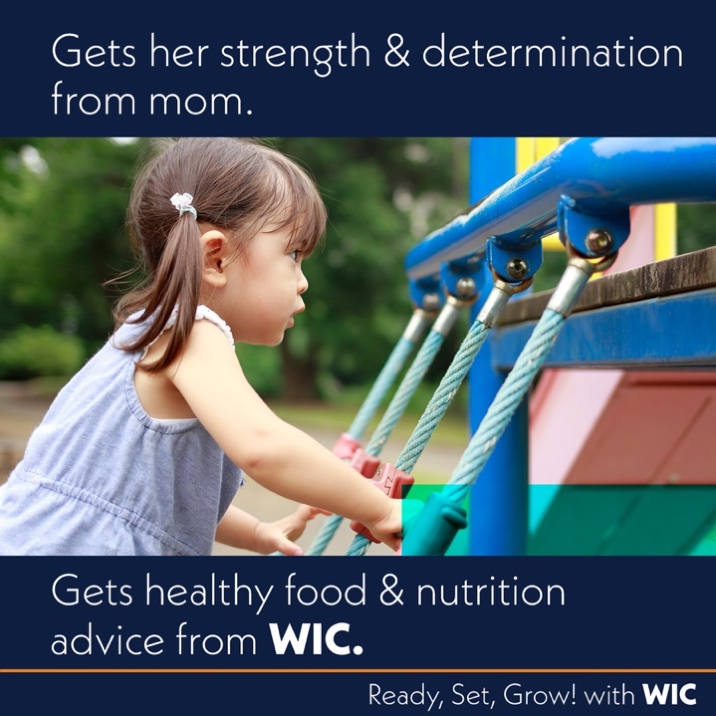 Gets her strength & determination
from mom.
Gets healthy food & nutrition
advice from WIC.
Ready, Set, Grow! with WIC